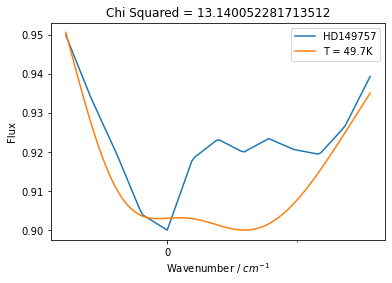 Chi Squared = 13.140052281713512
HD149757
T = 49.7K
0.95
0.94
0.93
0.92
0.91
0.90
Flux
0
Wavenumber / cm⁻¹